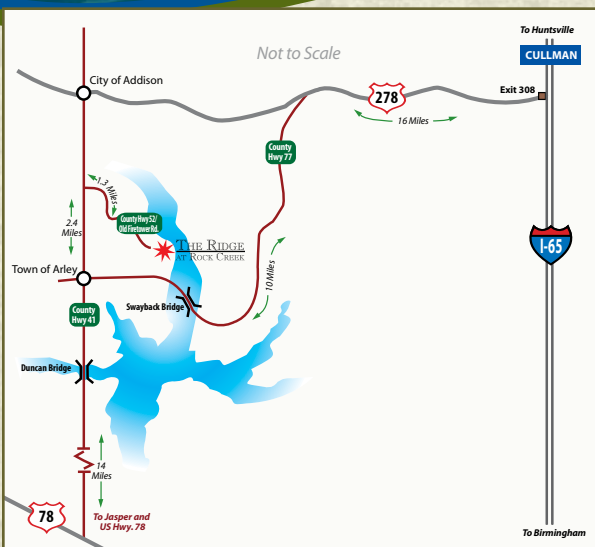 To Huntsville
Not to Scale
CULLMAN
City of Addison
Exit 308
278
16 Miles
County
Hwy 77
1.3 Miles
County Hwy 52/
Old Firetower Rd.
2.4
Miles
THE RIDGE
AT ROCK CREEK
I-65
10 Miles
Town of Arley
Swayback Bridge
County
Hwy 41
Duncan Bridge
14
Miles
78
To Jasper and
US Hwy. 78
To Birmingham